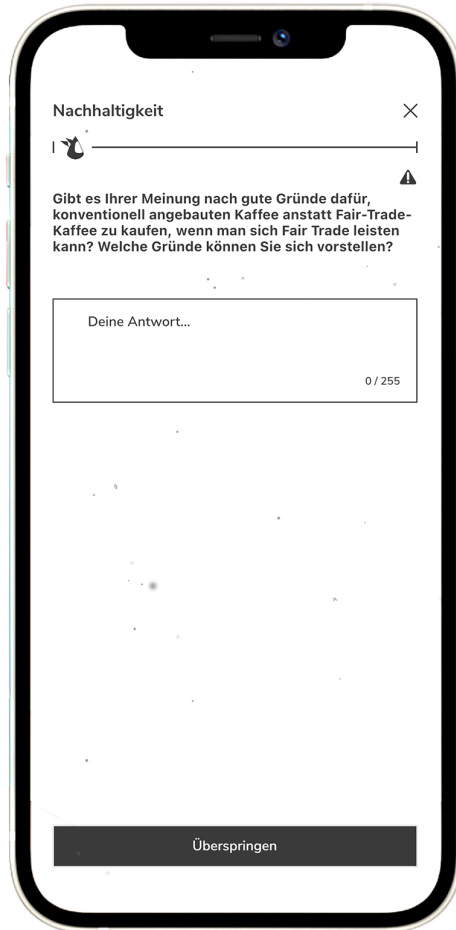 Nachhaltigkeit
Gibt es Ihrer Meinung nach gute Gründe dafür,
konventionell angebauten Kaffee anstatt Fair-Trade-
Kaffee zu kaufen, wenn man sich Fair Trade leisten
kann? Welche Gründe können Sie sich vorstellen?
Deine Antwort...
0 / 255
Überspringen